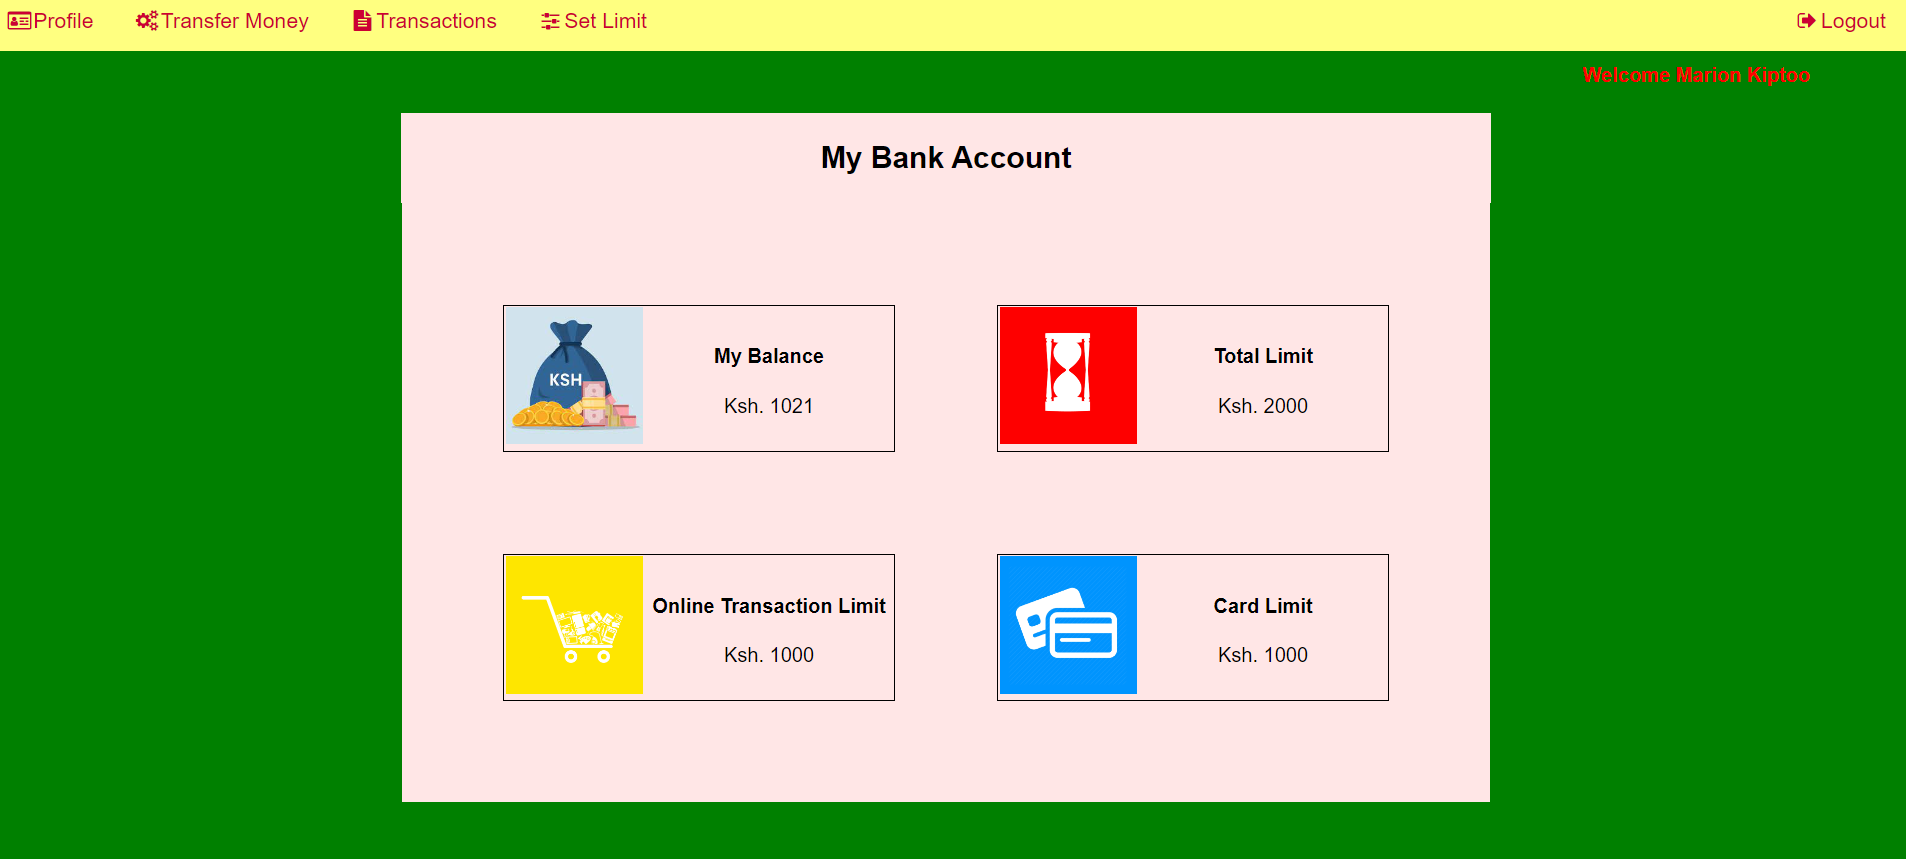 Profile Transfer Money Transactions Set Limit Logout
Welcome Marion Kiptoo
My Bank Account
KSH
My Balance
Ksh. 1021
Total Limit
Ksh. 2000
Online Transaction Limit
Ksh. 1000
Card Limit
Ksh. 1000